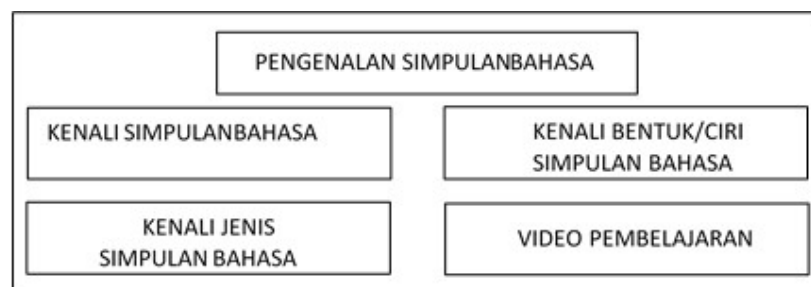 PENGENALAN SIMPULANBAHASA
KENALI SIMPULANBAHASA
KENALI BENTUK/CIRI
SIMPULAN BAHASA
KENALI JENIS
SIMPULAN BAHASA
VIDEO PEMBELAJARAN